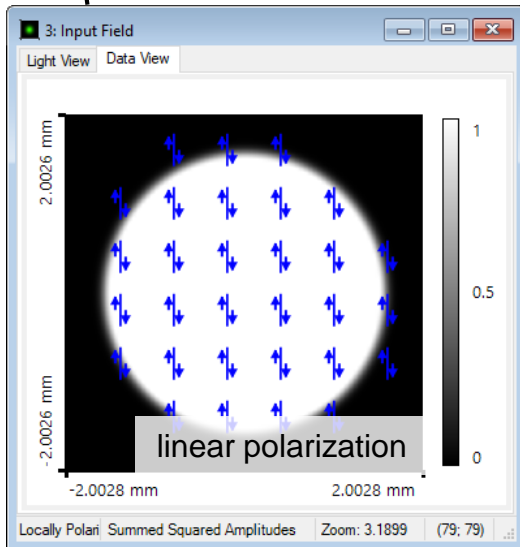 3: Input Field
Light View Data View
2.0026 mm
-2.0026 mm
1
0.5
0
linear polarization
-2.0028 mm 2.0028 mm
Locally Polari Summed Squared Amplitudes Zoom: 3.1899 (79; 79)